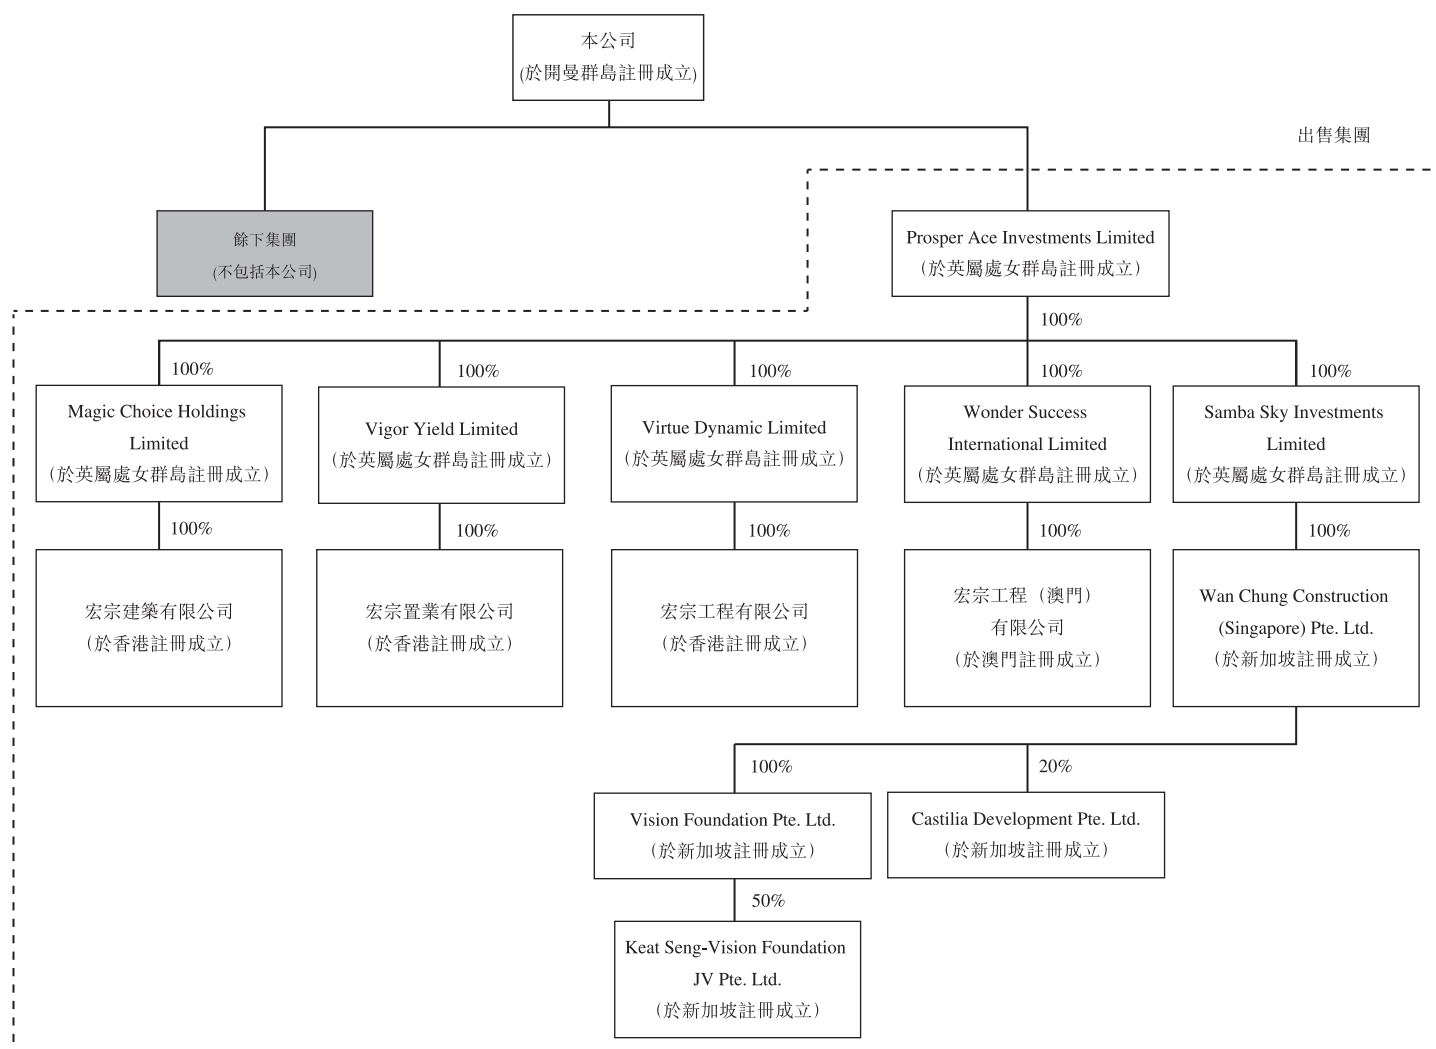 本公司
(於開曼群島註冊成立)
出售集團
餘下集團
(不包括本公司)
Prosper Ace Investments Limited
（於英屬處女群島註冊成立）
100%
100%
100%
100%
100%
100%
Magic Choice Holdings
Limited
（於英屬處女群島註冊成立）
Vigor Yield Limited
（於英屬處女群島註冊成立）
Virtue Dynamic Limited
（於英屬處女群島註冊成立）
Wonder Success
International Limited
（於英屬處女群島註冊成立）
Samba Sky Investments
Limited
（於英屬處女群島註冊成立）
100%
100%
100%
100%
100%
宏宗建築有限公司
（於香港註冊成立）
宏宗置業有限公司
（於香港註冊成立）
宏宗工程有限公司
（於香港註冊成立）
宏宗工程（澳門）
有限公司
（於澳門註冊成立）
Wan Chung Construction
(Singapore) Pte. Ltd.
（於新加坡註冊成立）
100%
20%
Vision Foundation Pte. Ltd.
（於新加坡註冊成立）
Castilia Development Pte. Ltd.
（於新加坡註冊成立）
50%
Keat Seng-Vision Foundation
JV Pte. Ltd.
（於新加坡註冊成立）